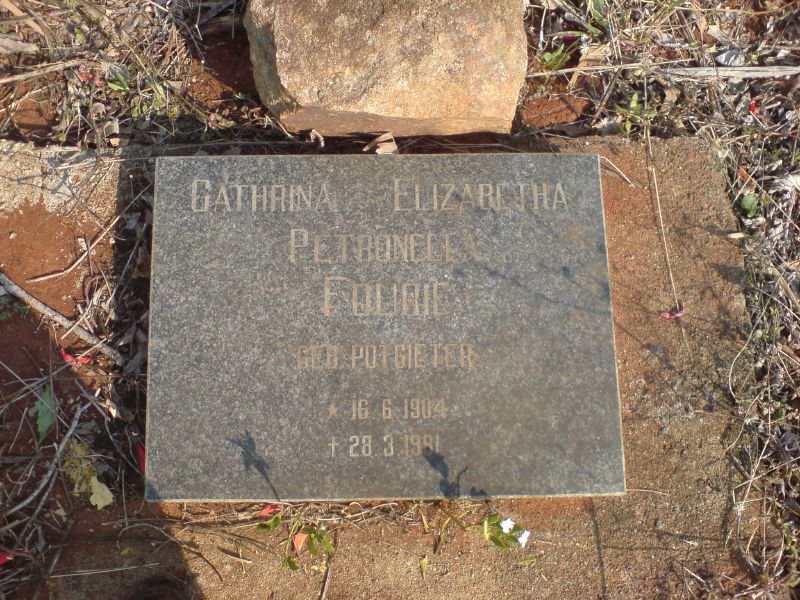 CATHRINA ELIZABETHA
PETRONELLA
FOURIE
GEB POTGIETER
★ 16 6 1904
† 28 3 1991